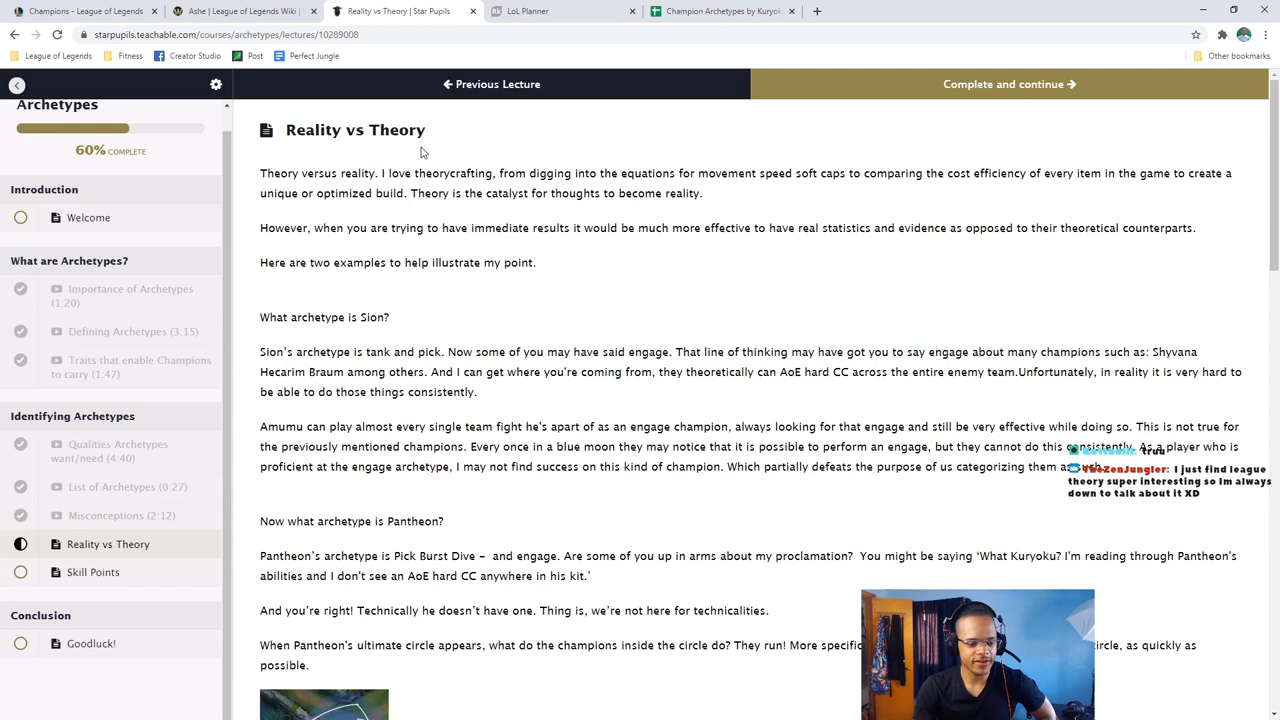 Champions - League of Legends
Ashe | League of Legends Wiki |
Reality vs Theory | Star Pupils
LoL Planner
Champion Archetypes by Kuryok
starpupils.teachable.com/courses/archetypes/lectures/10289008
League of Legends
Fitness
Creator Studio
Post
Perfect Jungle
Other bookmarks
Previous Lecture
Complete and continue
Archetypes
60% COMPLETE
Introduction
Welcome
What are Archetypes?
Importance of Archetypes
(1:20)
Defining Archetypes (3:15)
Traits that enable Champions
to carry (1:47)
Identifying Archetypes
Qualities Archetypes
want/need (4:40)
List of Archetypes (0:27)
Misconceptions (2:12)
Reality vs Theory
Skill Points
Conclusion
Goodluck!
Reality vs Theory
Theory versus reality. I love theorycrafting, from digging into the equations for movement speed soft caps to comparing the cost efficiency of every item in the game to create a
unique or optimized build. Theory is the catalyst for thoughts to become reality.
However, when you are trying to have immediate results it would be much more effective to have real statistics and evidence as opposed to their theoretical counterparts.
Here are two examples to help illustrate my point.
What archetype is Sion?
Sion's archetype is tank and pick. Now some of you may have said engage. That line of thinking may have got you to say engage about many champions such as: Shyvana
Hecarim Braum among others. And I can get where you're coming from, they theoretically can AoE hard CC across the entire enemy team.Unfortunately, in reality it is very hard to
be able to do those things consistently.
Amumu can play almost every single team fight he's apart of as an engage champion, always looking for that engage and still be very effective while doing so. This is not true for
the previously mentioned champions. Every once in a blue moon they may notice that it is possible to perform an engage, but they cannot do this consistently. As a player who is
proficient at the engage archetype, I may not find success on this kind of champion. Which partially defeats the purpose of us categorizing them as such.
truu
TheZenJungler: I just find league
theory super interesting so Im always
down to talk about it XD
Now what archetype is Pantheon?
Pantheon's archetype is Pick Burst Dive – and engage. Are some of you up in arms about my proclamation? You might be saying 'What Kuryoku? I'm reading through Pantheon's
abilities and I don't see an AoE hard CC anywhere in his kit.'
And you're right! Technically he doesn't have one. Thing is, we're not here for technicalities.
When Pantheon's ultimate circle appears, what do the champions inside the circle do? They run! More specific circle, as quickly as
possible.